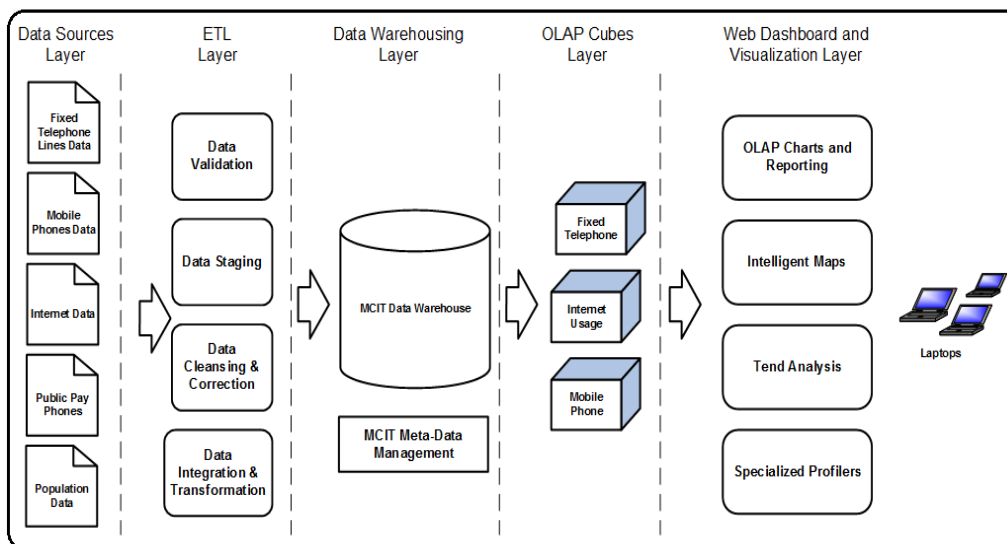 Data Sources
Layer
ETL
Layer
Data Warehousing
Layer
OLAP Cubes
Layer
Web Dashboard and
Visualization Layer
Fixed
Telephone
Lines Data
Mobile
Phones Data
Internet Data
Public Pay
Phones
Population
Data
Data
Validation
Data Staging
Data
Cleansing &
Correction
Data
Integration &
Transformation
MCIT Data Warehouse
MCIT Meta-Data
Management
Fixed
Telephone
Internet
Usage
Mobile
Phone
OLAP Charts and
Reporting
Intelligent Maps
Tend Analysis
Specialized Profilers
Laptops